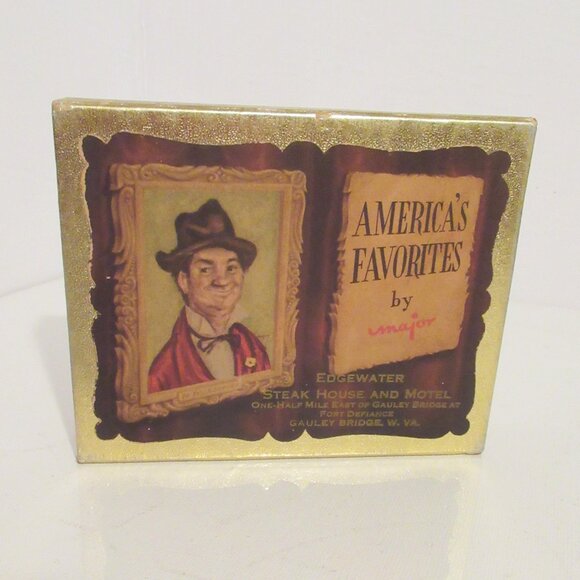 AMERICA'S
FAVORITES
by
major
EDGEWATER
STEAK HOUSE AND MOTEL
ONE-HALF MILE EAST OF GAULEY BRIDGE AT
FORT DEFIANCE
GAULEY BRIDGE, W. VA.